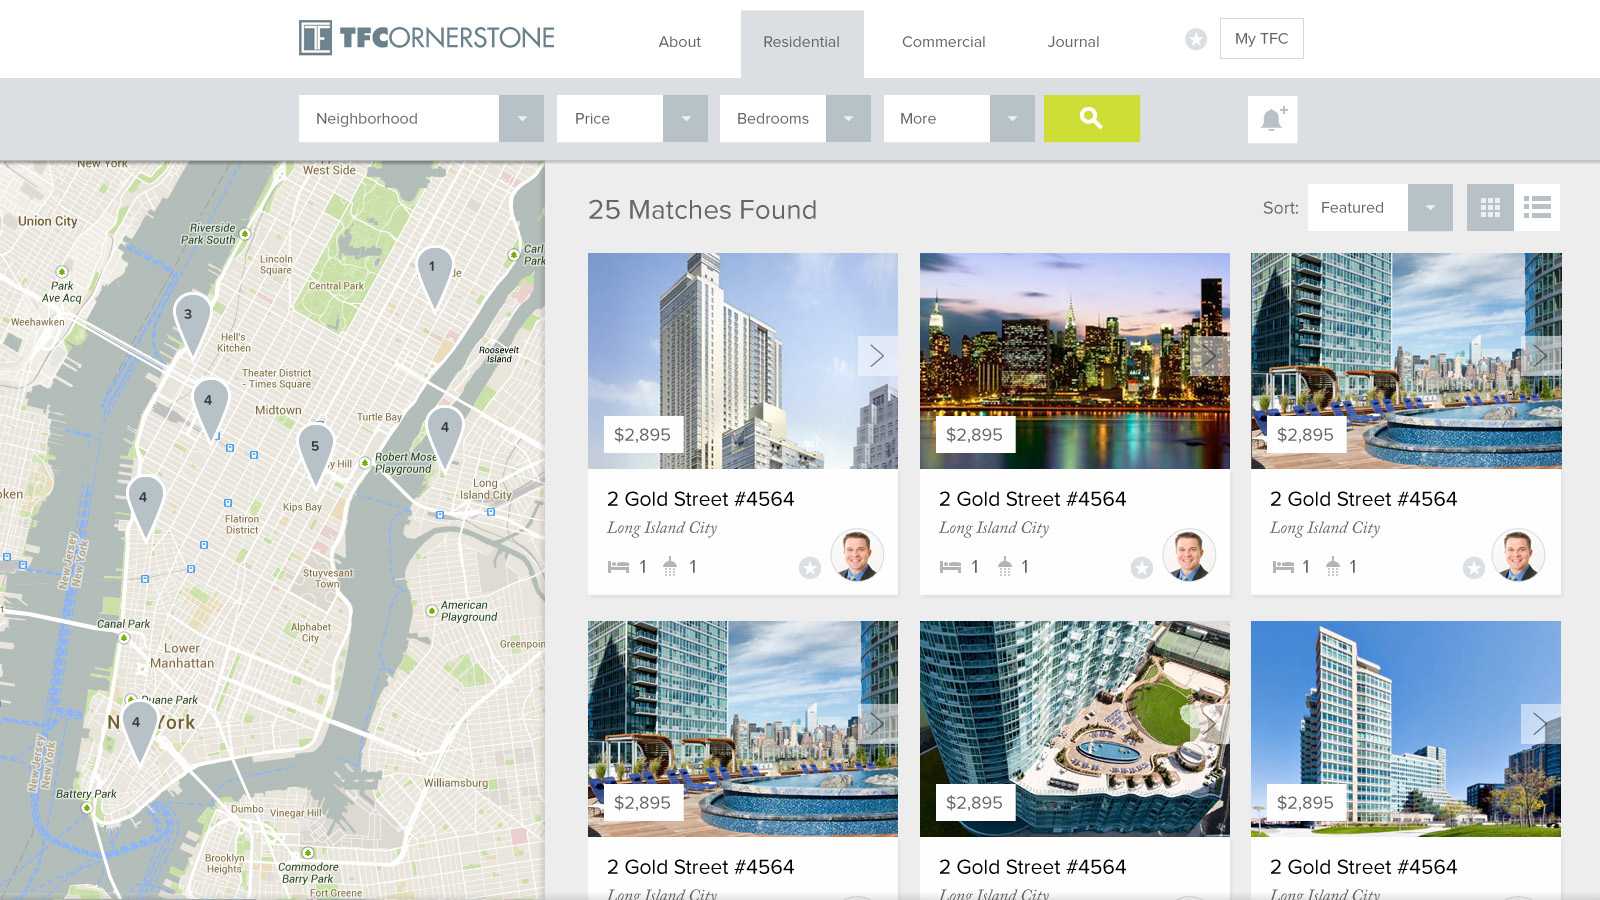 TFCORNERSTONE
About
Residential
Commercial
Journal
My TFC
Neighborhood
Price
Bedrooms
More
New York
West Side
Union City
Riverside
Park South
Lincoln
Square
Central Park
Carl
Park
Park
Ave Acq
Weehawken
1
3
Hell's
Kitchen
Roosevelt
Island
Theater District
- Times Square
4
Midtown
Turtle Bay
4
5
Robert Mose
Playground
Long
Island City
4
Kips Bay
Flatiron
District
New Jersey
New York
Stuyvesant
Town
American
Playground
Canal Park
Alphabet
City
Greenpoin
Lower
Manhattan
Duane Park
4
New Jersey
New York
Williamsburg
Battery Park
Dumbo
Vinegar Hill
Brooklyn
Heights
Commodore
Barry Park
Fort Greene
25 Matches Found
Sort:
Featured
$2,895
$2,895
$2,895
2 Gold Street #4564
Long Island City
1 1
2 Gold Street #4564
Long Island City
1 1
2 Gold Street #4564
Long Island City
1 1
$2,895
$2,895
$2,895
2 Gold Street #4564
Long Island City
2 Gold Street #4564
Long Island City
2 Gold Street #4564
Long Island City